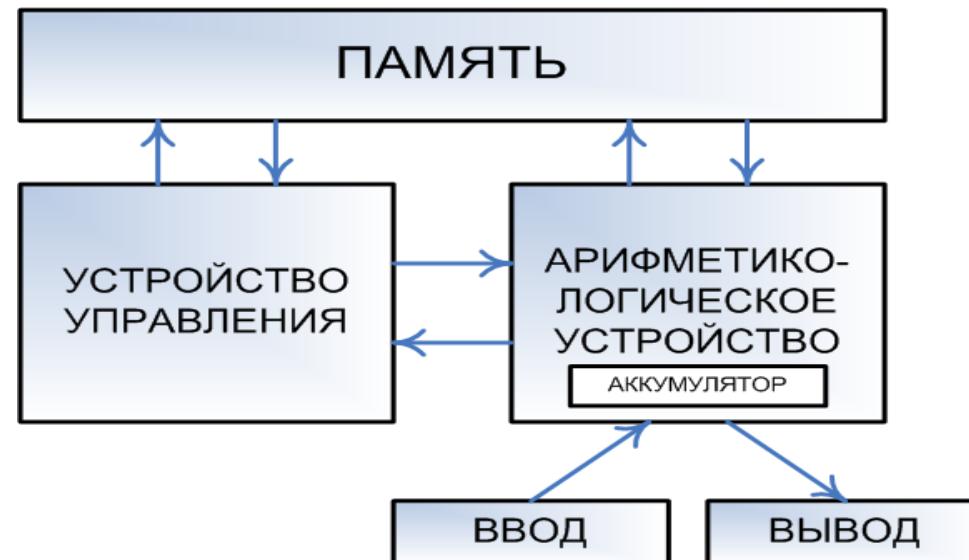 ПАМЯТЬ
УСТРОЙСТВО
УПРАВЛЕНИЯ
АРИФМЕТИКО-
ЛОГИЧЕСКОЕ
УСТРОЙСТВО
АККУМУЛЯТОР
ВВОД
ВЫВОД